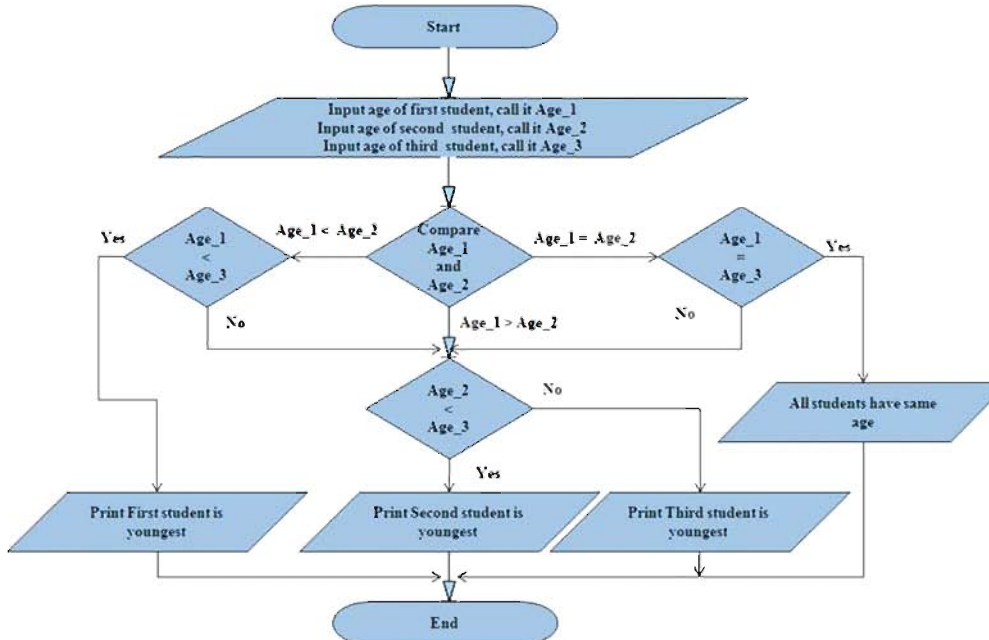 Start
Input age of first student, call it Age_1
Input age of second student, call it Age_2
Input age of third student, call it Age_3
Yes
Age_1
<
Age_3
Age_1 < Age_2
Compare
Age_1
and
Age_2
Age_1 = Age_2
Age_1
=
Age_3
Yes
No
Age_1 > Age_2
No
Age_2
<
Age_3
No
All students have same
age
Yes
Print First student is
youngest
Print Second student is
youngest
Print Third student is
youngest
End